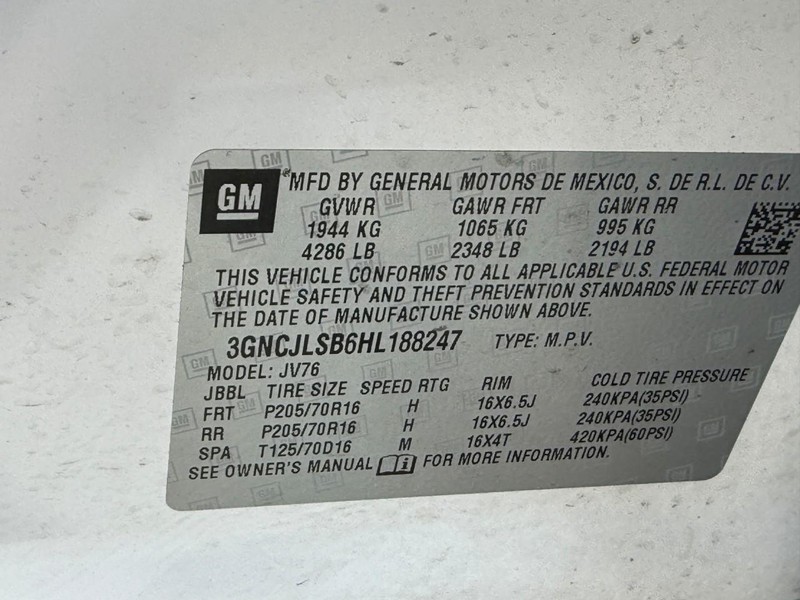 GM ® MFD BY GENERAL MOTORS DE MEXICO, S. DE R.L. DE C.V.
GVWR GAWR FRT GAWR RR
1944 KG 1065 KG 995 KG
4286 LB 2348 LB 2194 LB
THIS VEHICLE CONFORMS TO ALL APPLICABLE U.S. FEDERAL MOTOR
VEHICLE SAFETY AND THEFT PREVENTION STANDARDS IN EFFECT ON
THE DATE OF MANUFACTURE SHOWN ABOVE.
3GNCJLSB6HL188247 TYPE: M.P.V.
MODEL: JV76
JBBL TIRE SIZE SPEED RTG RIM COLD TIRE PRESSURE
FRT P205/70R16 H 16X6.5J 240KPA(35PSI)
RR P205/70R16 H 16X6.5J 240KPA(35PSI)
SPA T125/70D16 M 16X4T 420KPA(60PSI)
SEE OWNER'S MANUAL FOR MORE INFORMATION.